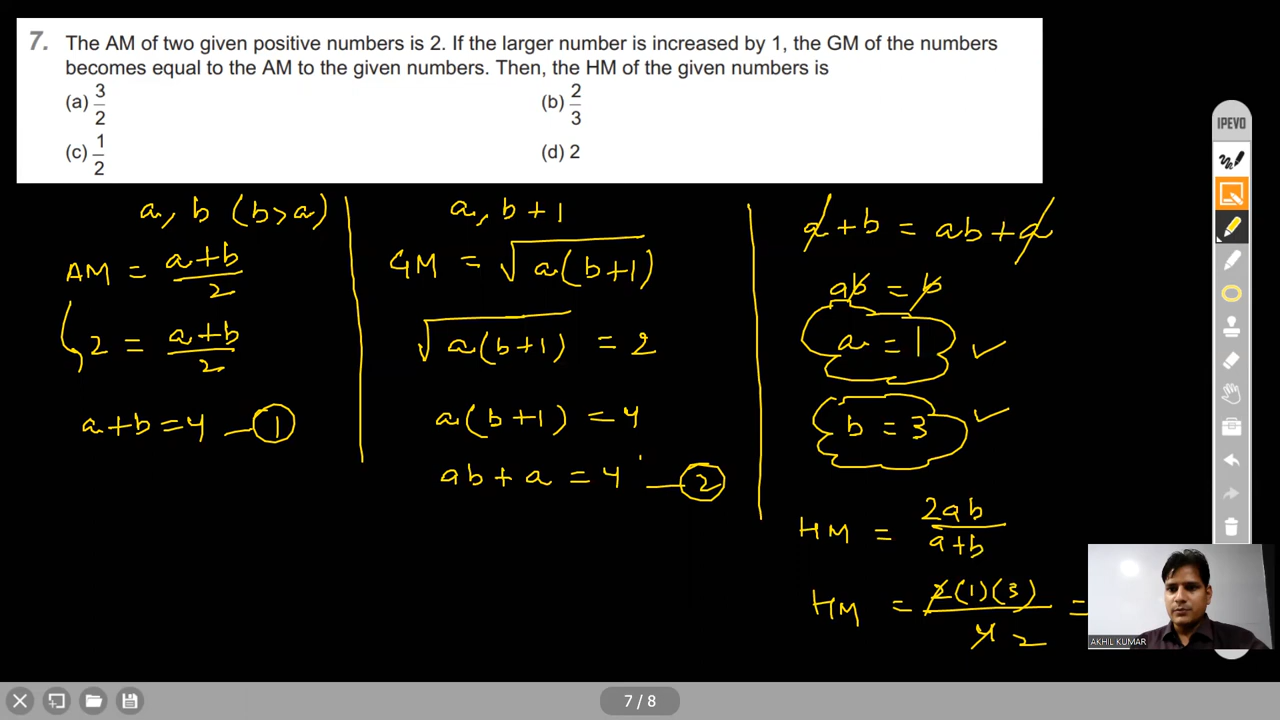 7. The AM of two given positive numbers is 2. If the larger number is increased by 1, the GM of the numbers
becomes equal to the AM to the given numbers. Then, the HM of the given numbers is
(a) 3/2
(b) 2/3
(c) 1/2
(d) 2
a, b (b>a)
AM = (a+b)/2
2 = (a+b)/2
a+b=4 — ①
a, b+1
GM = √(a(b+1))
√(a(b+1)) = 2
a(b+1) = 4
ab + a = 4 — ②
a + b = ab + a
ab = b
a = 1 ✓
b = 3 ✓
HM = 2ab/(a+b)
HM = 2(1)(3)/4 2 =
IPEVO
AKHIL KUMAR
7 / 8